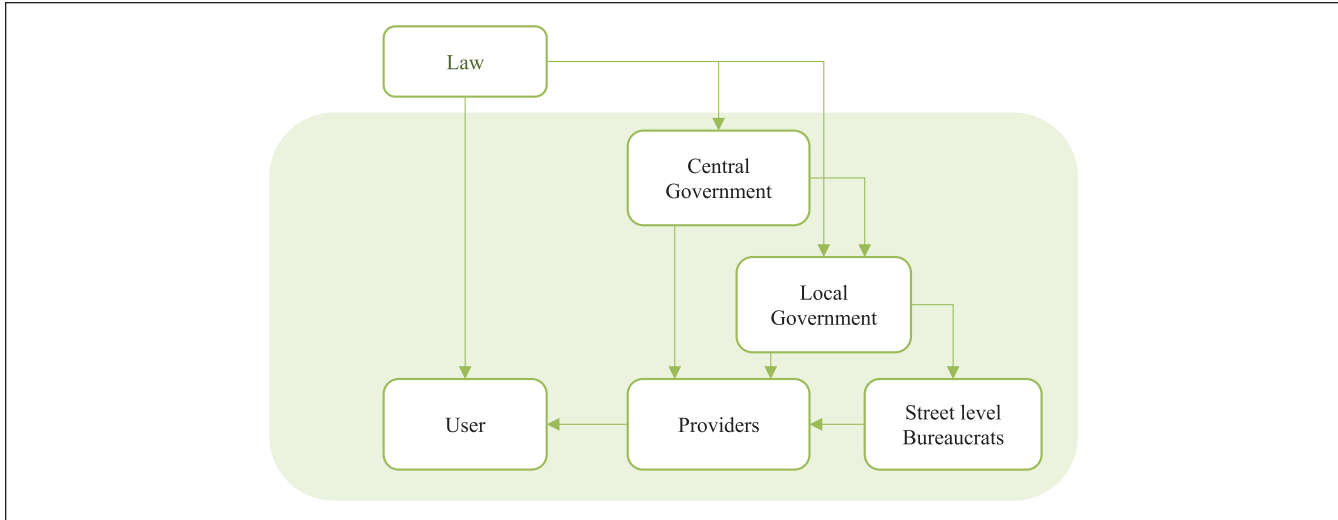 Law
Central
Government
Local
Government
User
Providers
Street level
Bureaucrats